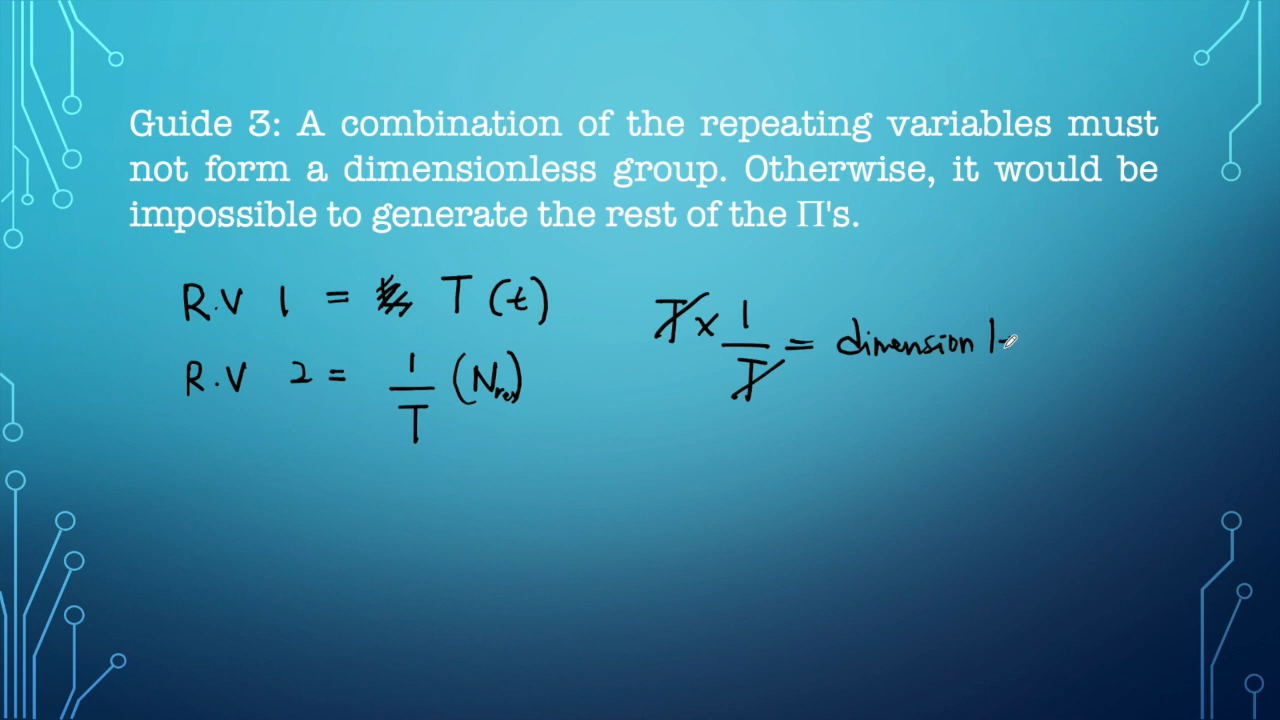 Guide 3: A combination of the repeating variables must
not form a dimensionless group. Otherwise, it would be
impossible to generate the rest of the Π's.
R.V 1 = T (t)
R.V 2 = 1/T (N rev)
T x 1/T = dimension l